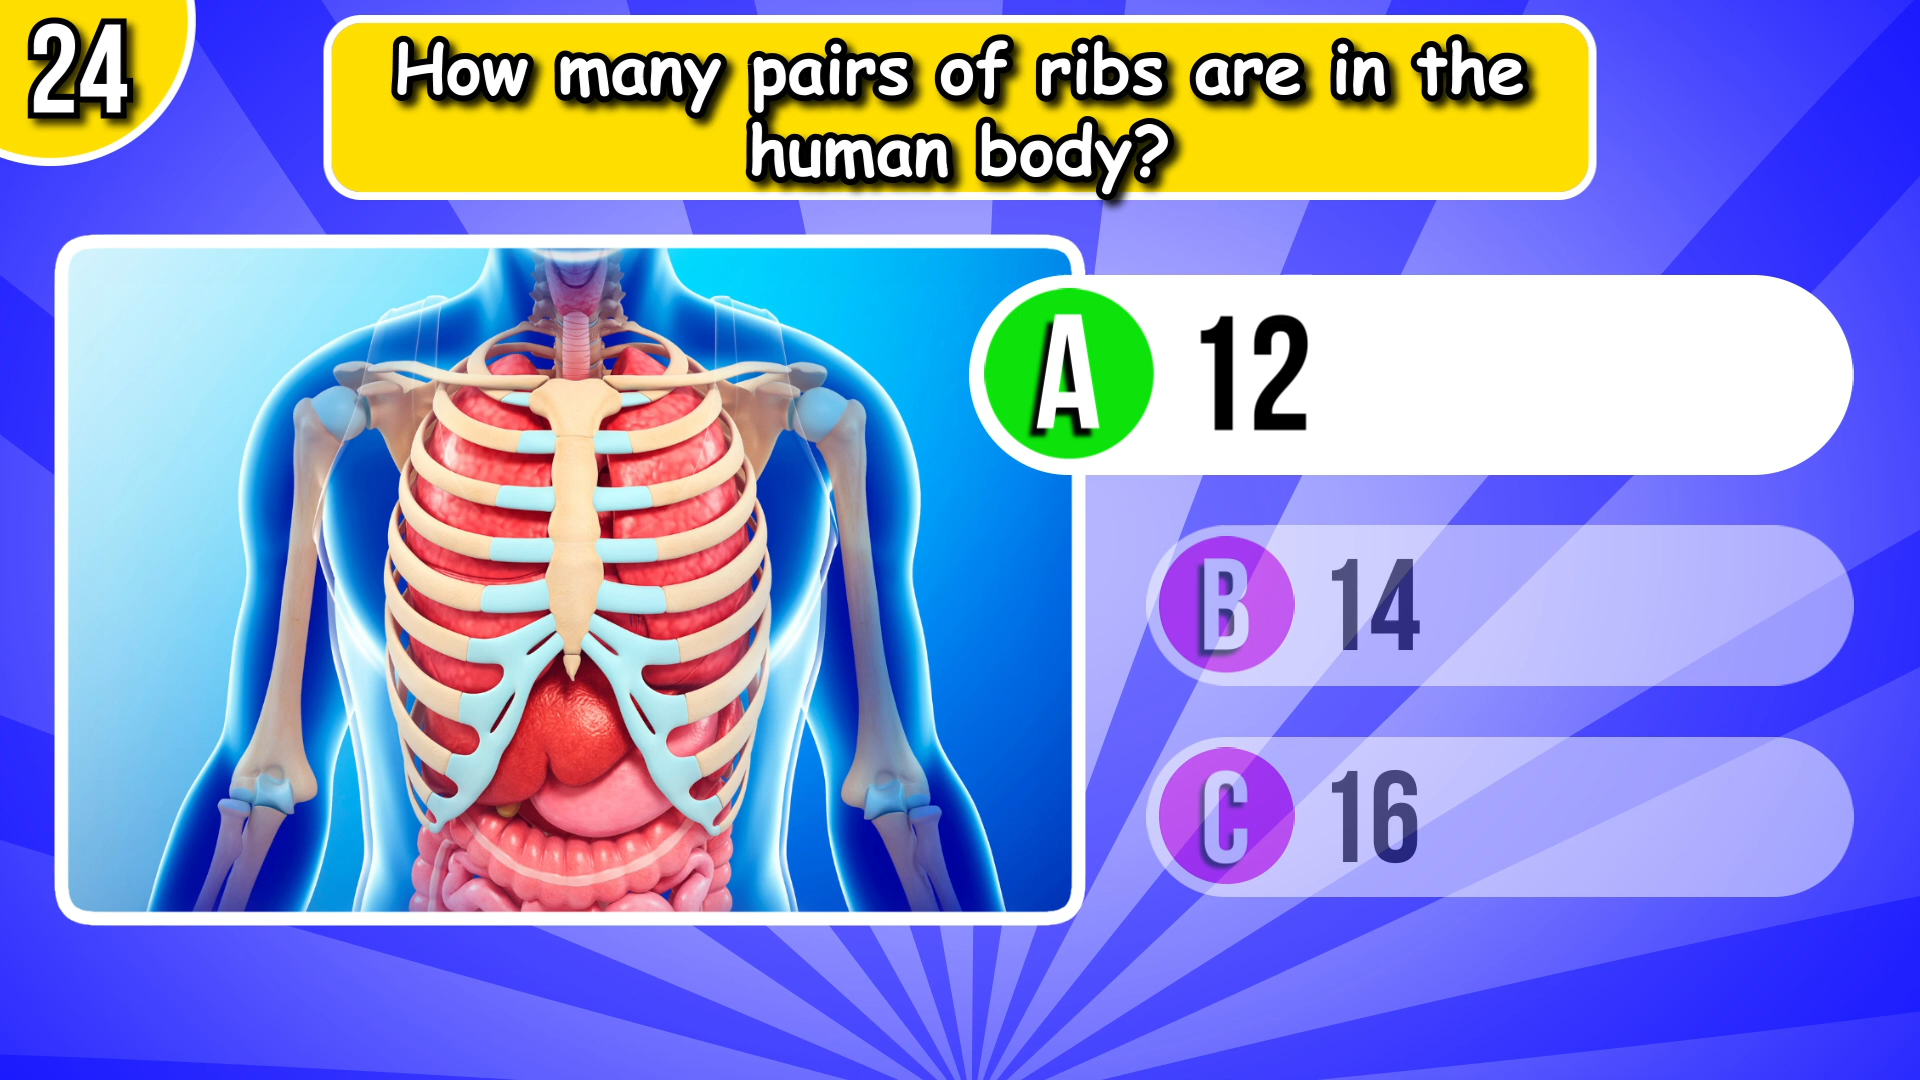 24
How many pairs of ribs are in the
human body?
A 12
B 14
C 16